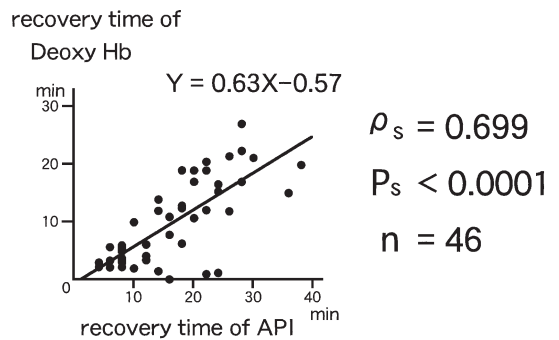 recovery time of
Deoxy Hb
min
Y = 0.63X−0.57
30
20
10
0
10
20
30
40
min
recovery time of API
ρs = 0.699
Ps < 0.0001
n = 46